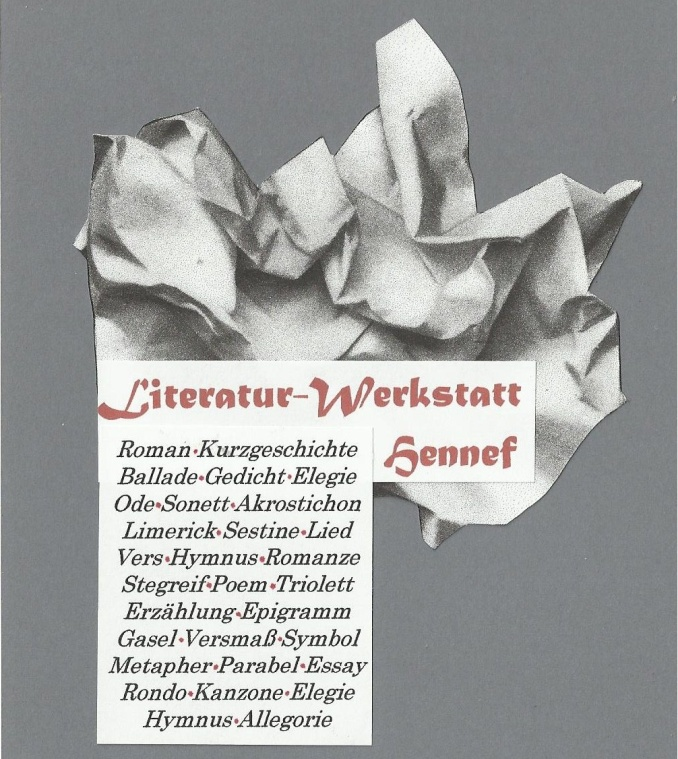 Literatur-Werkstatt
Hennef
Roman•Kurzgeschichte
Ballade•Gedicht•Elegie
Ode•Sonett•Akrostichon
Limerick•Sestine•Lied
Vers•Hymnus•Romanze
Stegreif•Poem•Triolett
Erzählung•Epigramm
Gasel•Versmaß•Symbol
Metapher•Parabel•Essay
Rondo•Kanzone•Elegie
Hymnus•Allegorie